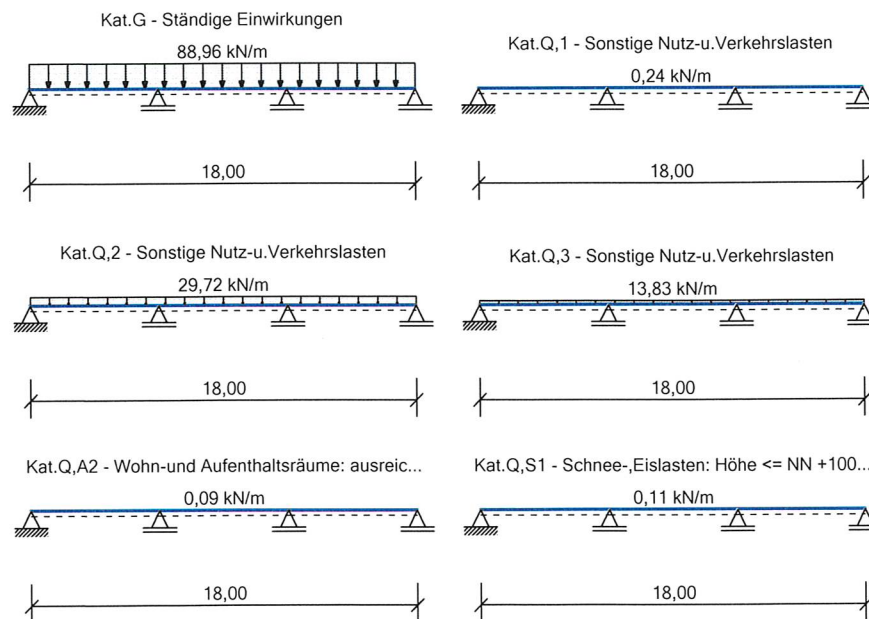 Kat.G - Ständige Einwirkungen
88,96 kN/m
18,00
Kat.Q,1 - Sonstige Nutz-u.Verkehrslasten
0,24 kN/m
18,00
Kat.Q,2 - Sonstige Nutz-u.Verkehrslasten
29,72 kN/m
18,00
Kat.Q,3 - Sonstige Nutz-u.Verkehrslasten
13,83 kN/m
18,00
Kat.Q,A2 - Wohn-und Aufenthaltsräume: ausreic...
0,09 kN/m
18,00
Kat.Q,S1 - Schnee-,Eislasten: Höhe <= NN +100...
0,11 kN/m
18,00